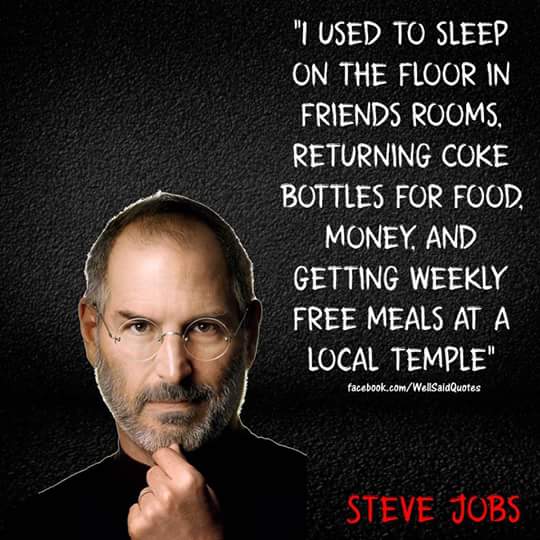 "I USED TO SLEEP
ON THE FLOOR IN
FRIENDS ROOMS,
RETURNING COKE
BOTTLES FOR FOOD,
MONEY, AND
GETTING WEEKLY
FREE MEALS AT A
LOCAL TEMPLE"
facebook.com/WellSaidQuotes
STEVE JOBS